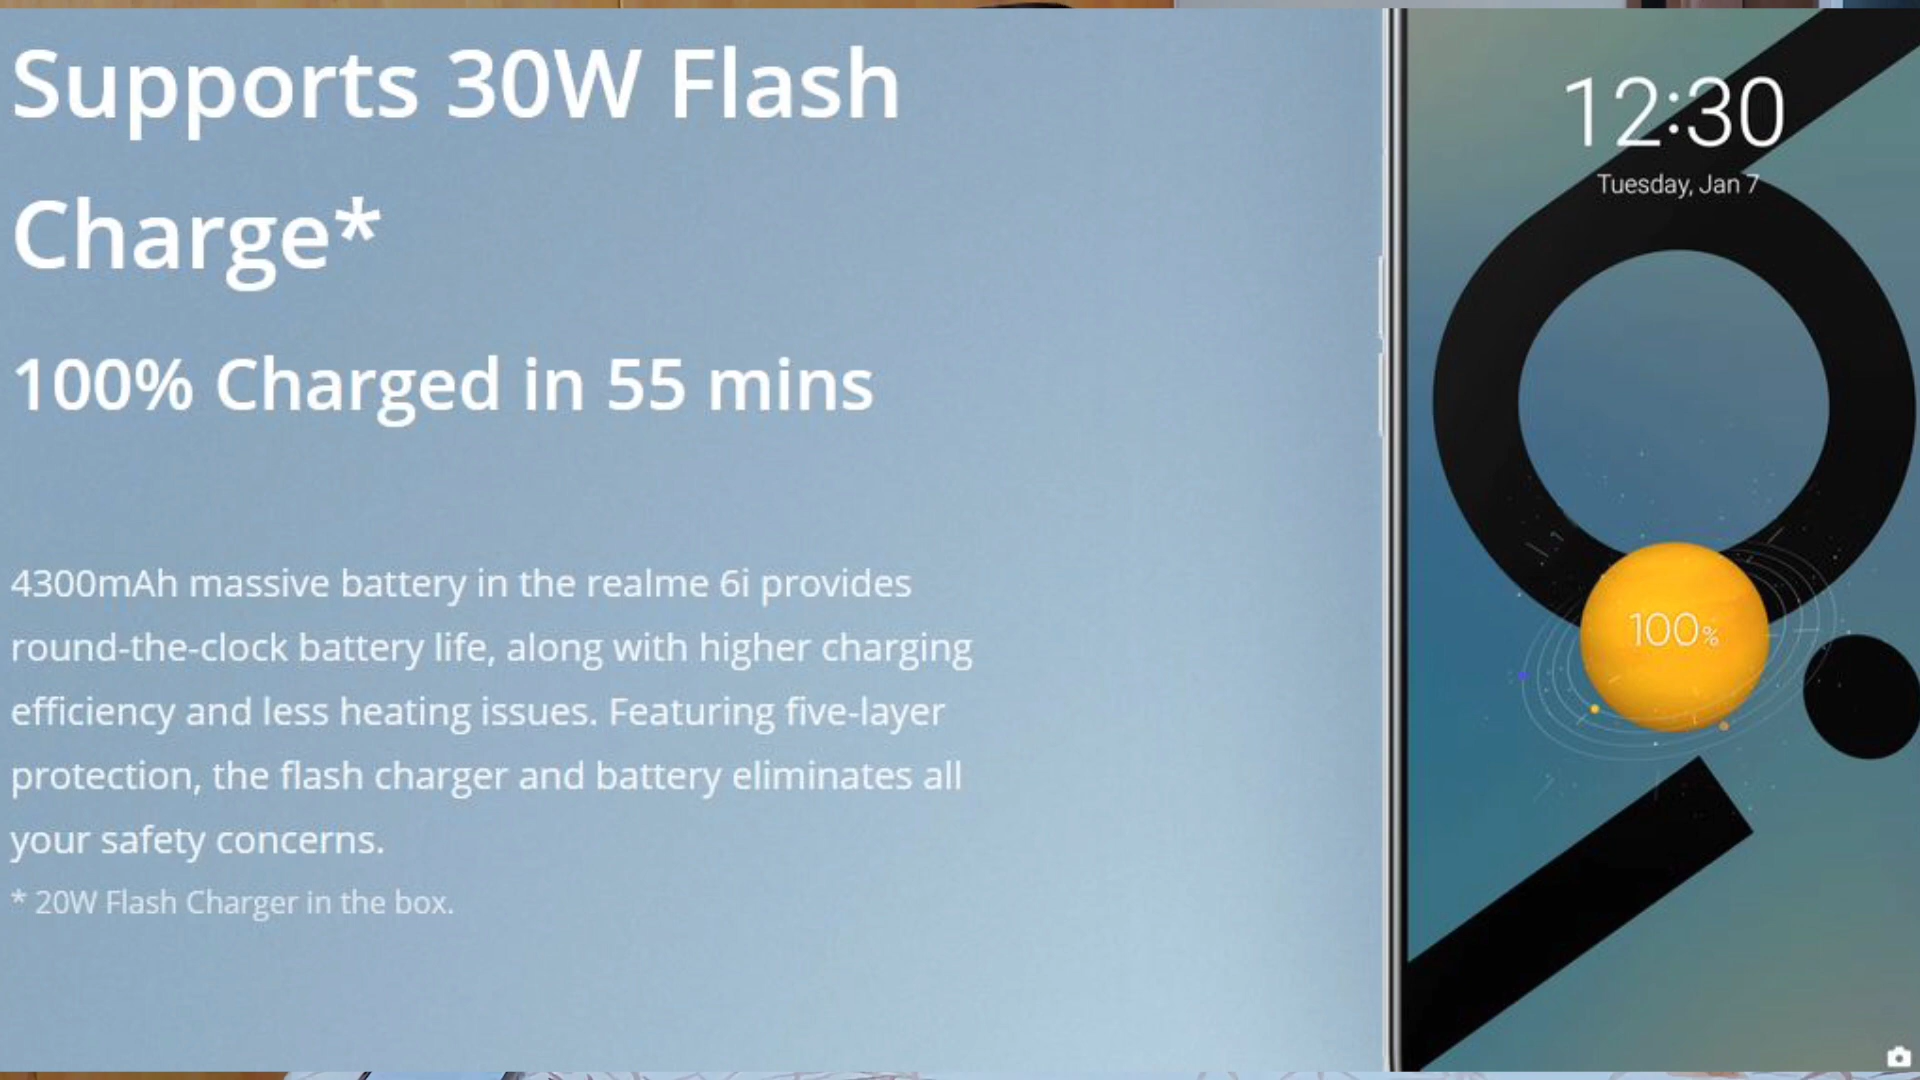 Supports 30W Flash
Charge*
100% Charged in 55 mins
4300mAh massive battery in the realme 6i provides
round-the-clock battery life, along with higher charging
efficiency and less heating issues. Featuring five-layer
protection, the flash charger and battery eliminates all
your safety concerns.
* 20W Flash Charger in the box.
12:30
Tuesday, Jan 7
100%